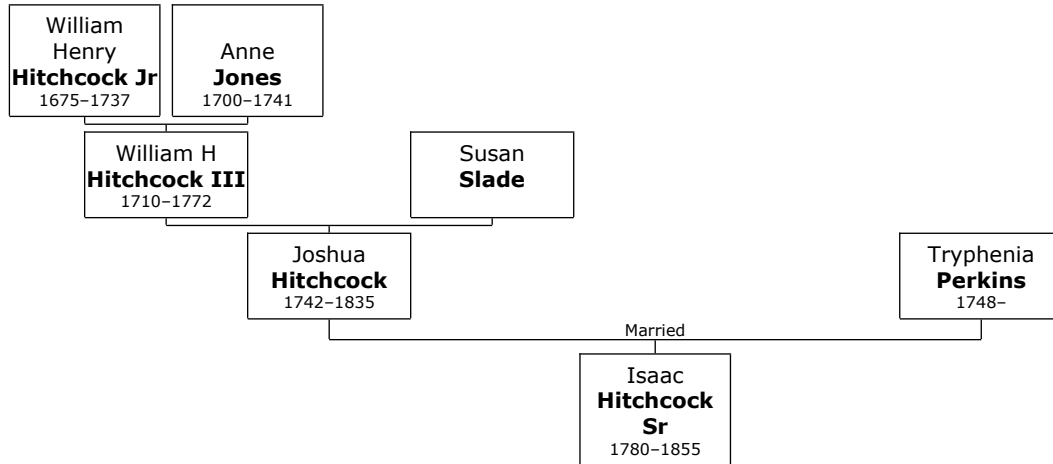 William
Henry
Hitchcock Jr
1675–1737
Anne
Jones
1700–1741
William H
Hitchcock III
1710–1772
Susan
Slade
Joshua
Hitchcock
1742–1835
Tryphenia
Perkins
1748–
Married
Isaac
Hitchcock
Sr
1780–1855